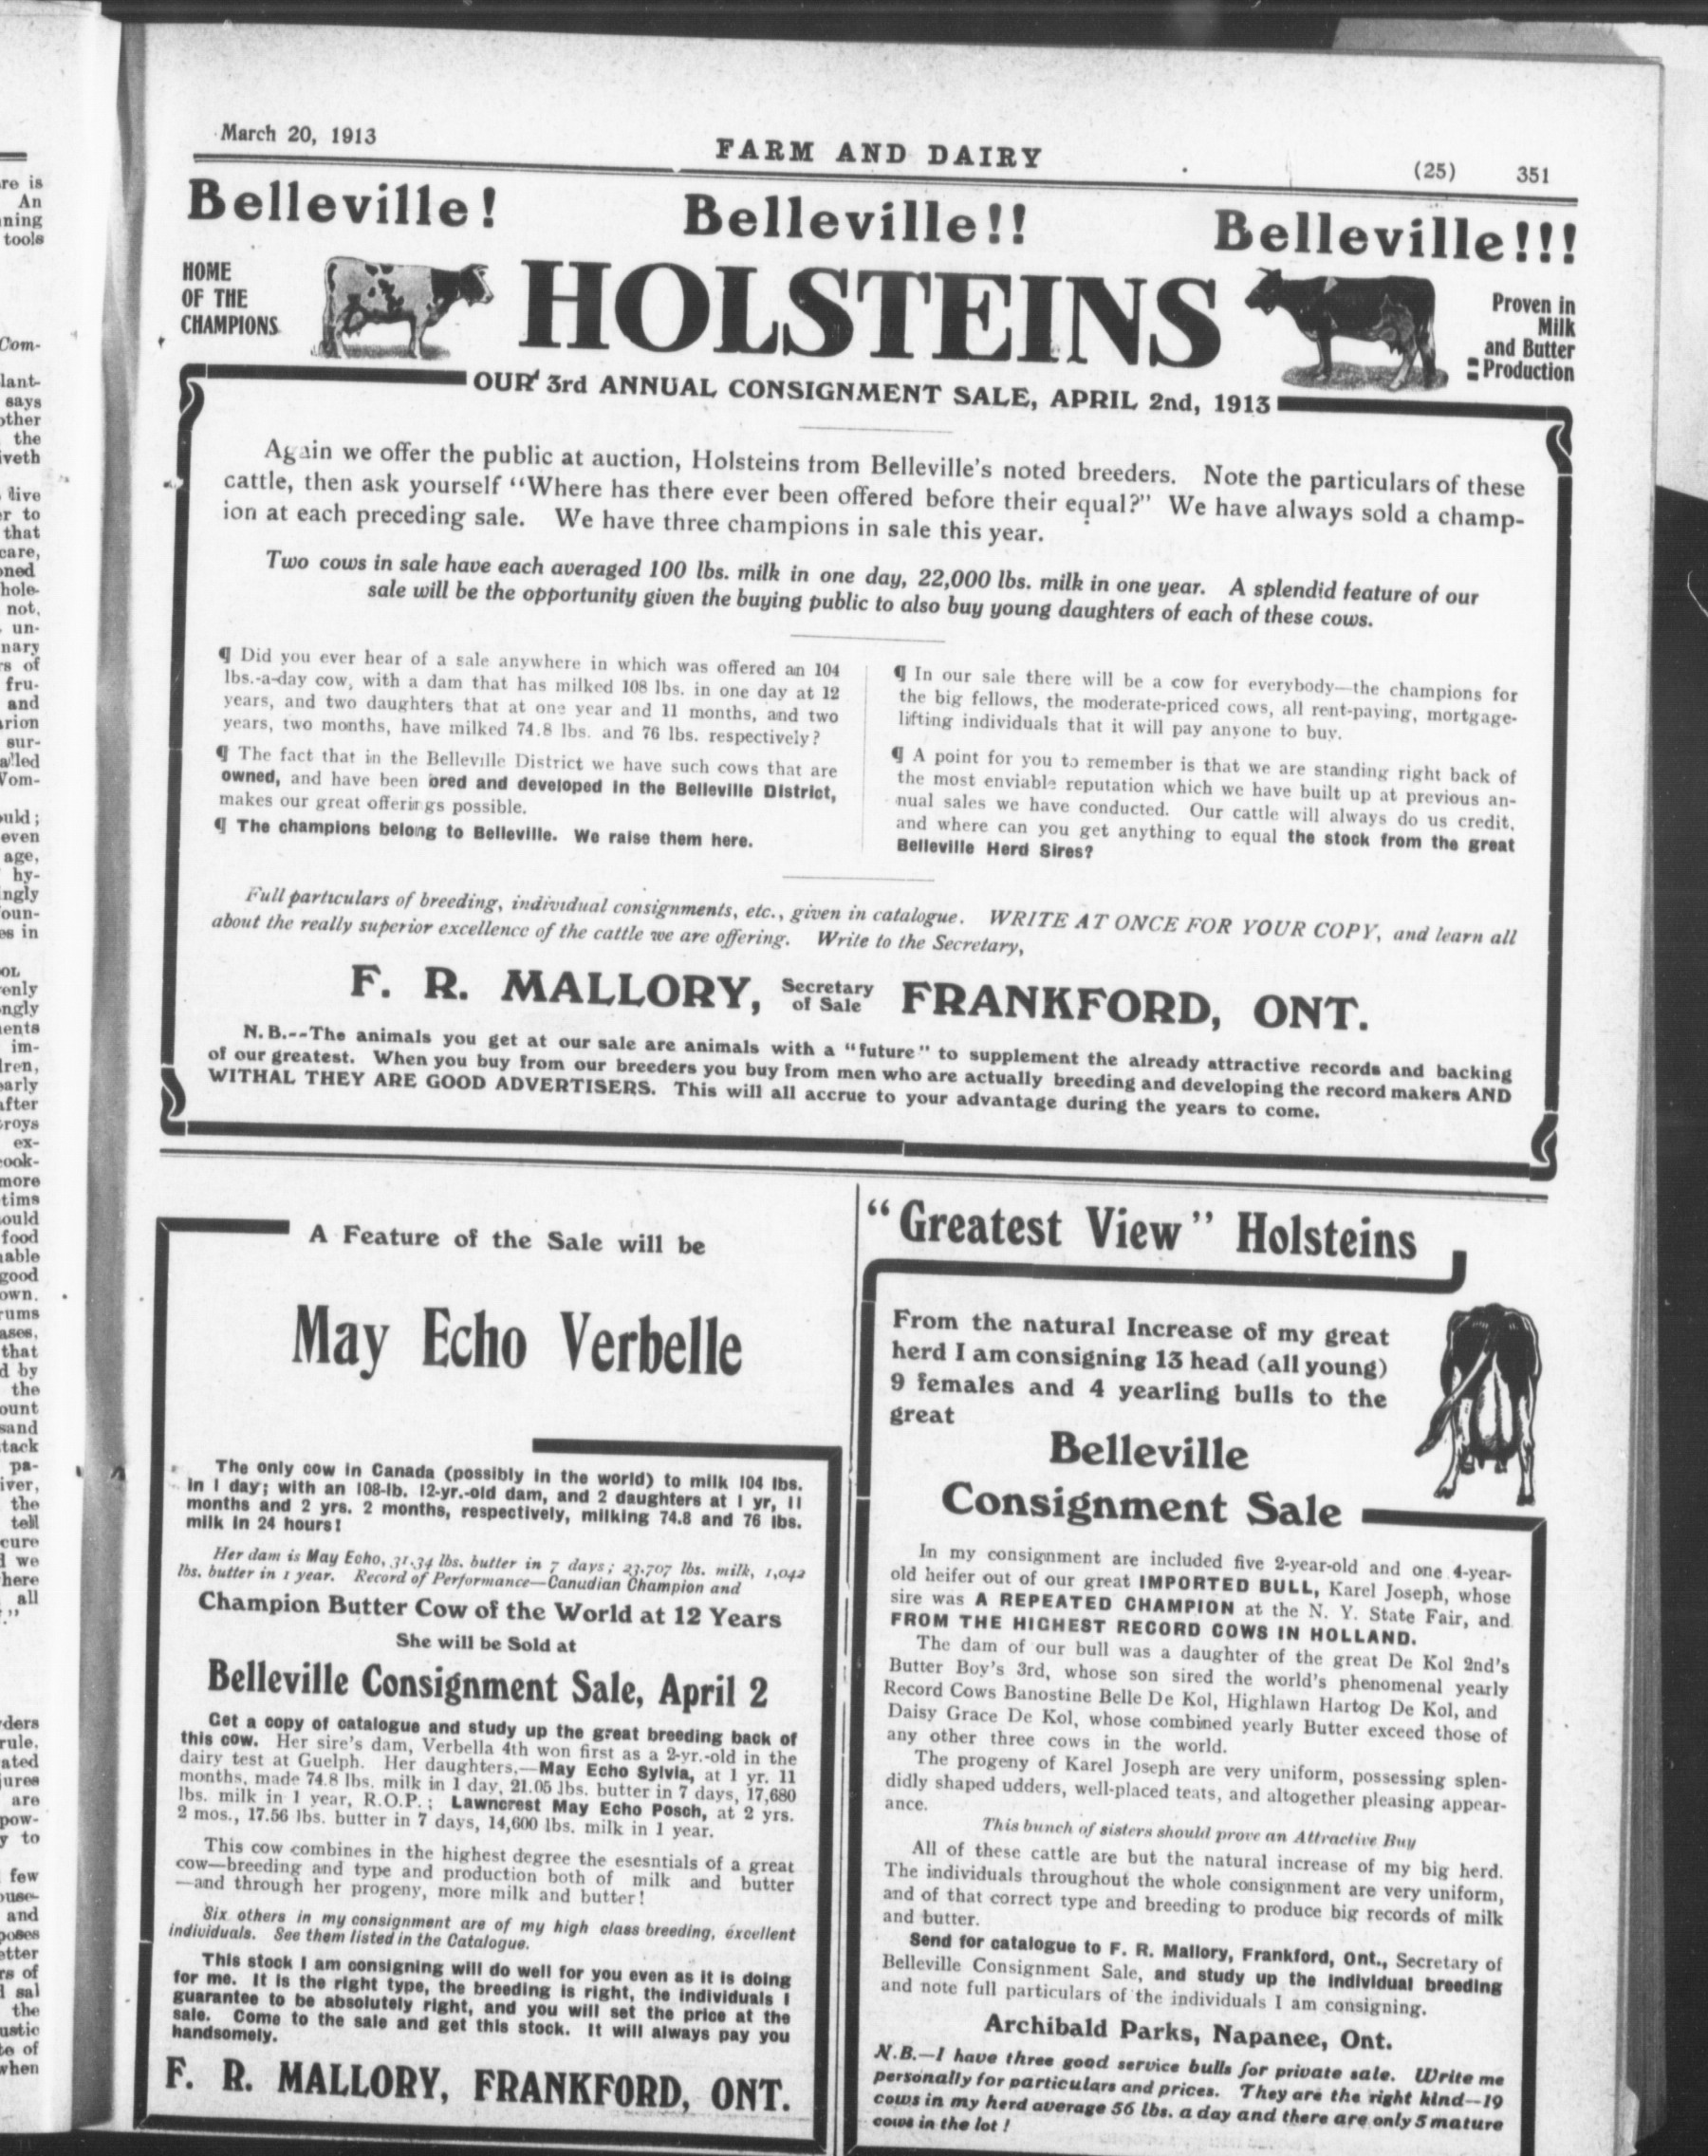 March 20, 1913
FARM AND DAIRY
(25) 351
Belleville! Belleville!! Belleville!!!
HOME
OF THE
CHAMPIONS
HOLSTEINS
Proven in
Milk
and Butter
Production
OUR 3rd ANNUAL CONSIGNMENT SALE, APRIL 2nd, 1913
Again we offer the public at auction, Holsteins from Belleville's noted breeders. Note the particulars of these
cattle, then ask yourself "Where has there ever been offered before their equal?" We have always sold a champ-
ion at each preceding sale. We have three champions in sale this year.
Two cows in sale have each averaged 100 lbs. milk in one day, 22,000 lbs. milk in one year. A splendid feature of our
sale will be the opportunity given the buying public to also buy young daughters of each of these cows.
¶ Did you ever hear of a sale anywhere in which was offered an 104
lbs.-a-day cow, with a dam that has milked 108 lbs. in one day at 12
years, and two daughters that at one year and 11 months, and two
years, two months, have milked 74.8 lbs. and 76 lbs. respectively?
¶ The fact that in the Belleville District we have such cows that are
owned, and have been bred and developed in the Belleville District,
makes our great offerings possible.
¶ The champions belong to Belleville. We raise them here.
¶ In our sale there will be a cow for everybody—the champions for
the big fellows, the moderate-priced cows, all rent-paying, mortgage-
lifting individuals that it will pay anyone to buy.
¶ A point for you to remember is that we are standing right back of
the most enviable reputation which we have built up at previous an-
nual sales we have conducted. Our cattle will always do us credit,
and where can you get anything to equal the stock from the great
Belleville Herd Sires?
Full particulars of breeding, individual consignments, etc., given in catalogue. WRITE AT ONCE FOR YOUR COPY, and learn all
about the really superior excellence of the cattle we are offering. Write to the Secretary,
F. R. MALLORY, Secretary of Sale FRANKFORD, ONT.
N.B.--The animals you get at our sale are animals with a "future" to supplement the already attractive records and backing
of our greatest. When you buy from our breeders you buy from men who are actually breeding and developing the record makers AND
WITHAL THEY ARE GOOD ADVERTISERS. This will all accrue to your advantage during the years to come.
A Feature of the Sale will be
May Echo Verbelle
The only cow in Canada (possibly in the world) to milk 104 lbs.
in 1 day; with an 108-lb. 12-yr.-old dam, and 2 daughters at 1 yr, 11
months and 2 yrs. 2 months, respectively, milking 74.8 and 76 lbs.
milk in 24 hours!
Her dam is May Echo, 31.34 lbs. butter in 7 days; 23.707 lbs. milk, 1,042
lbs. butter in 1 year. Record of Performance—Canadian Champion and
Champion Butter Cow of the World at 12 Years
She will be Sold at
Belleville Consignment Sale, April 2
Get a copy of catalogue and study up the great breeding back of
this cow. Her sire's dam, Verbella 4th won first as a 2-yr.-old in the
dairy test at Guelph. Her daughters,—May Echo Sylvia, at 1 yr. 11
months, made 74.8 lbs. milk in 1 day, 21.05 lbs. butter in 7 days, 17,680
lbs. milk in 1 year, R.O.P.; Lawncrest May Echo Posch, at 2 yrs.
2 mos., 17.56 lbs. butter in 7 days, 14,600 lbs. milk in 1 year.
This cow combines in the highest degree the esesntials of a great
cow—breeding and type and production both of milk and butter
—and through her progeny, more milk and butter!
Six others in my consignment are of my high class breeding, excellent
individuals. See them listed in the Catalogue.
This stock I am consigning will do well for you even as it is doing
for me. It is the right type, the breeding is right, the individuals I
guarantee to be absolutely right, and you will set the price at the
sale. Come to the sale and get this stock. It will always pay you
handsomely.
F. R. MALLORY, FRANKFORD, ONT.
"Greatest View" Holsteins
From the natural Increase of my great
herd I am consigning 13 head (all young)
9 females and 4 yearling bulls to the
great
Belleville
Consignment Sale
In my consignment are included five 2-year-old and one 4-year-
old heifer out of our great IMPORTED BULL, Karel Joseph, whose
sire was A REPEATED CHAMPION at the N. Y. State Fair, and
FROM THE HIGHEST RECORD COWS IN HOLLAND.
The dam of our bull was a daughter of the great De Kol 2nd's
Butter Boy's 3rd, whose son sired the world's phenomenal yearly
Record Cows Banostine Belle De Kol, Highlawn Hartog De Kol, and
Daisy Grace De Kol, whose combined yearly Butter exceed those of
any other three cows in the world.
The progeny of Karel Joseph are very uniform, possessing splen-
didly shaped udders, well-placed teats, and altogether pleasing appear-
ance.
This bunch of sisters should prove an Attractive Buy
All of these cattle are but the natural increase of my big herd.
The individuals throughout the whole consignment are very uniform,
and of that correct type and breeding to produce big records of milk
and butter.
Send for catalogue to F. R. Mallory, Frankford, Ont., Secretary of
Belleville Consignment Sale, and study up the individual breeding
and note full particulars of the individuals I am consigning.
Archibald Parks, Napanee, Ont.
N.B.—I have three good service bulls for private sale. Write me
personally for particulars and prices. They are the right kind—19
cows in my herd average 56 lbs. a day and there are only 5 mature
cows in the lot!